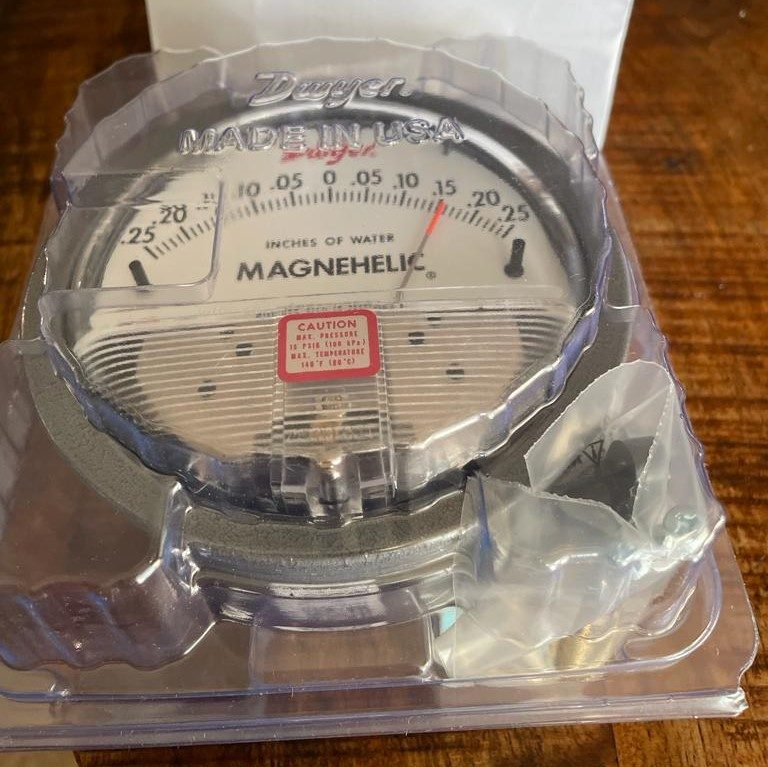 Dwyer
MADE IN USA
Dwyer
.25 .20 .10 .05 0 .05 .10 .15 .20 .25
INCHES OF WATER
MAGNEHELIC®
CAUTION
MAX. PRESSURE
15 PSIG (100 kPa)
MAX. TEMPERATURE
140°F (60°C)